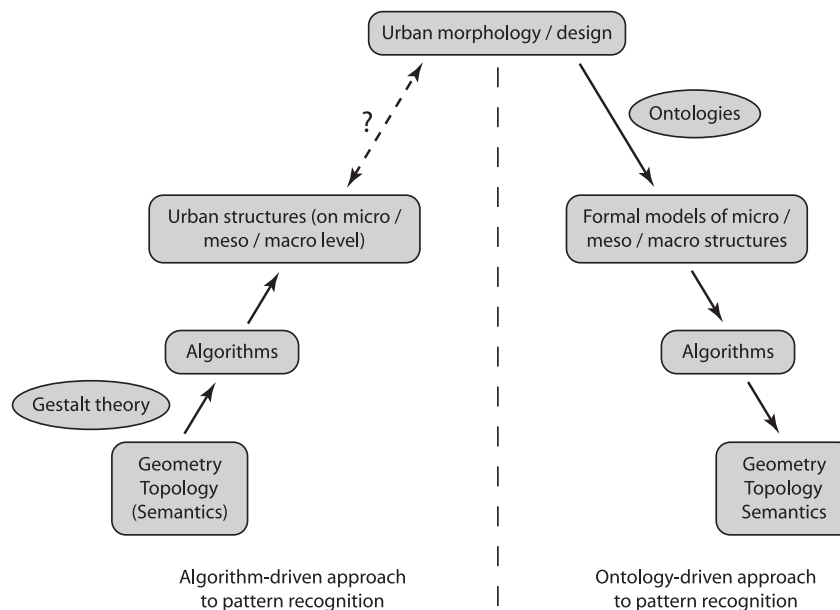 Urban morphology / design
?
Ontologies
Urban structures (on micro /
meso / macro level)
Formal models of micro /
meso / macro structures
Algorithms
Algorithms
Gestalt theory
Geometry
Topology
(Semantics)
Geometry
Topology
Semantics
Algorithm-driven approach
to pattern recognition
Ontology-driven approach
to pattern recognition